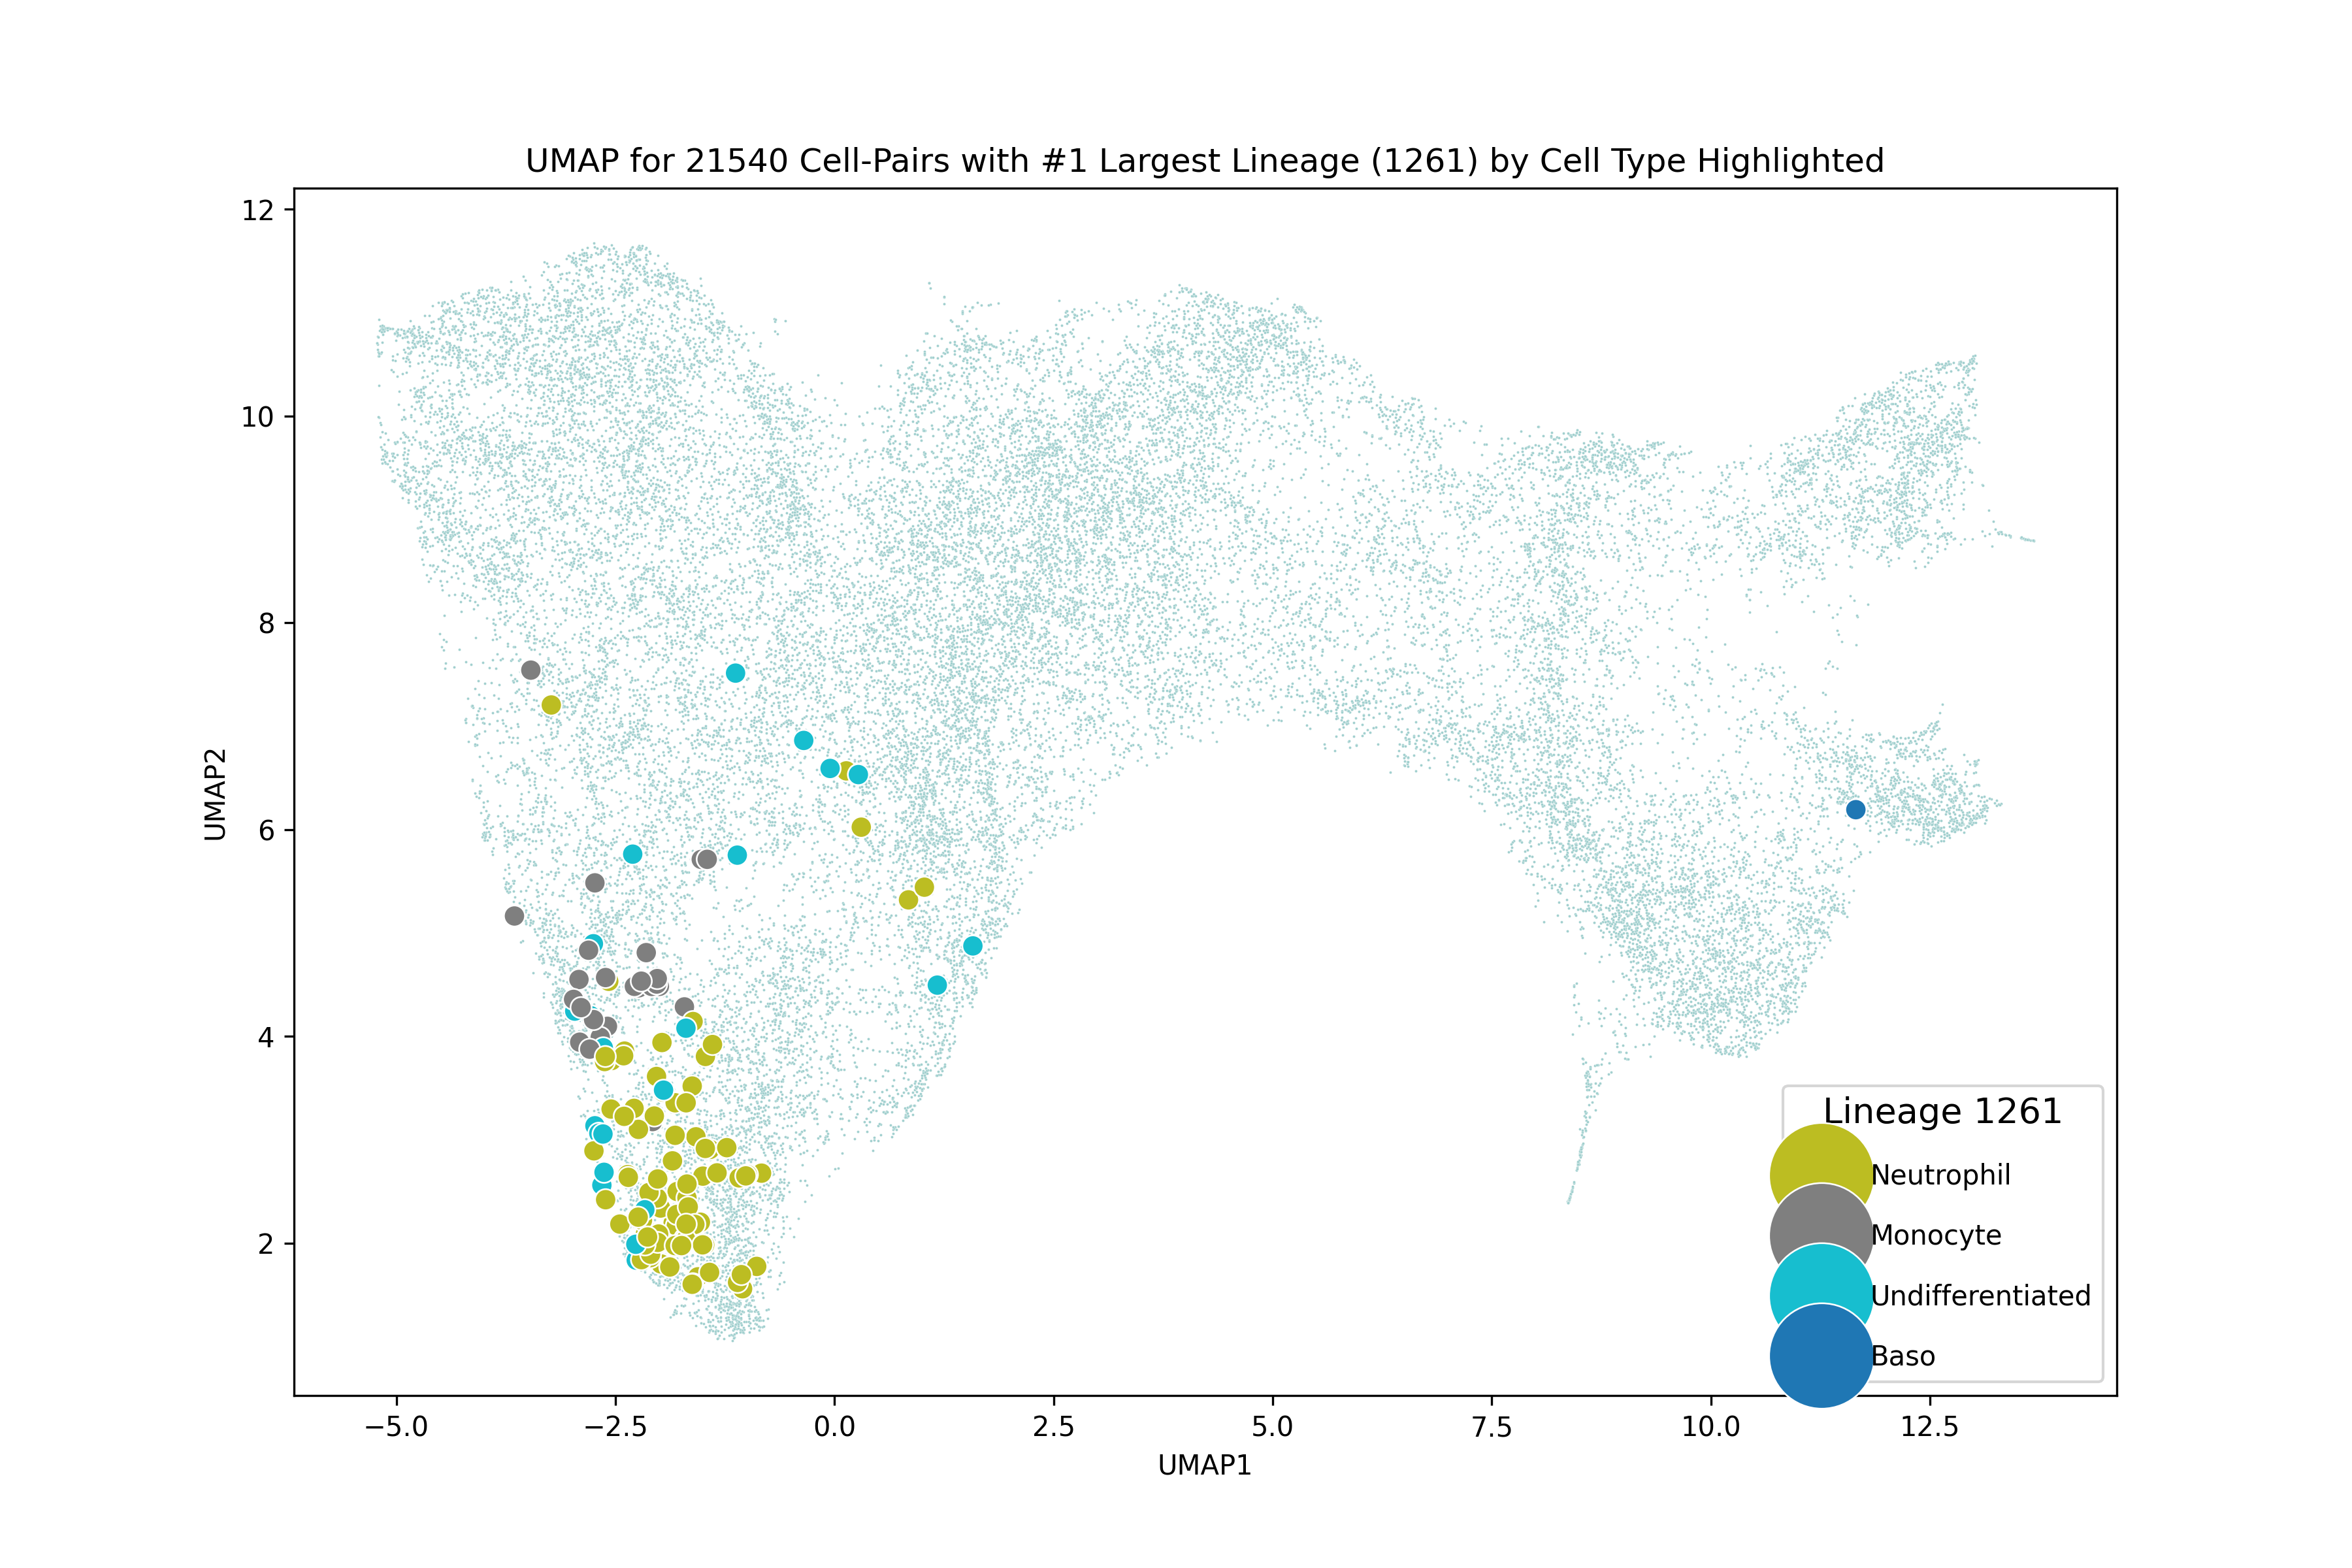 UMAP for 21540 Cell-Pairs with #1 Largest Lineage (1261) by Cell Type Highlighted
12
10
8
6
4
2
UMAP2
−5.0
−2.5
0.0
2.5
5.0
7.5
10.0
12.5
UMAP1
Lineage 1261
Neutrophil
Monocyte
Undifferentiated
Baso